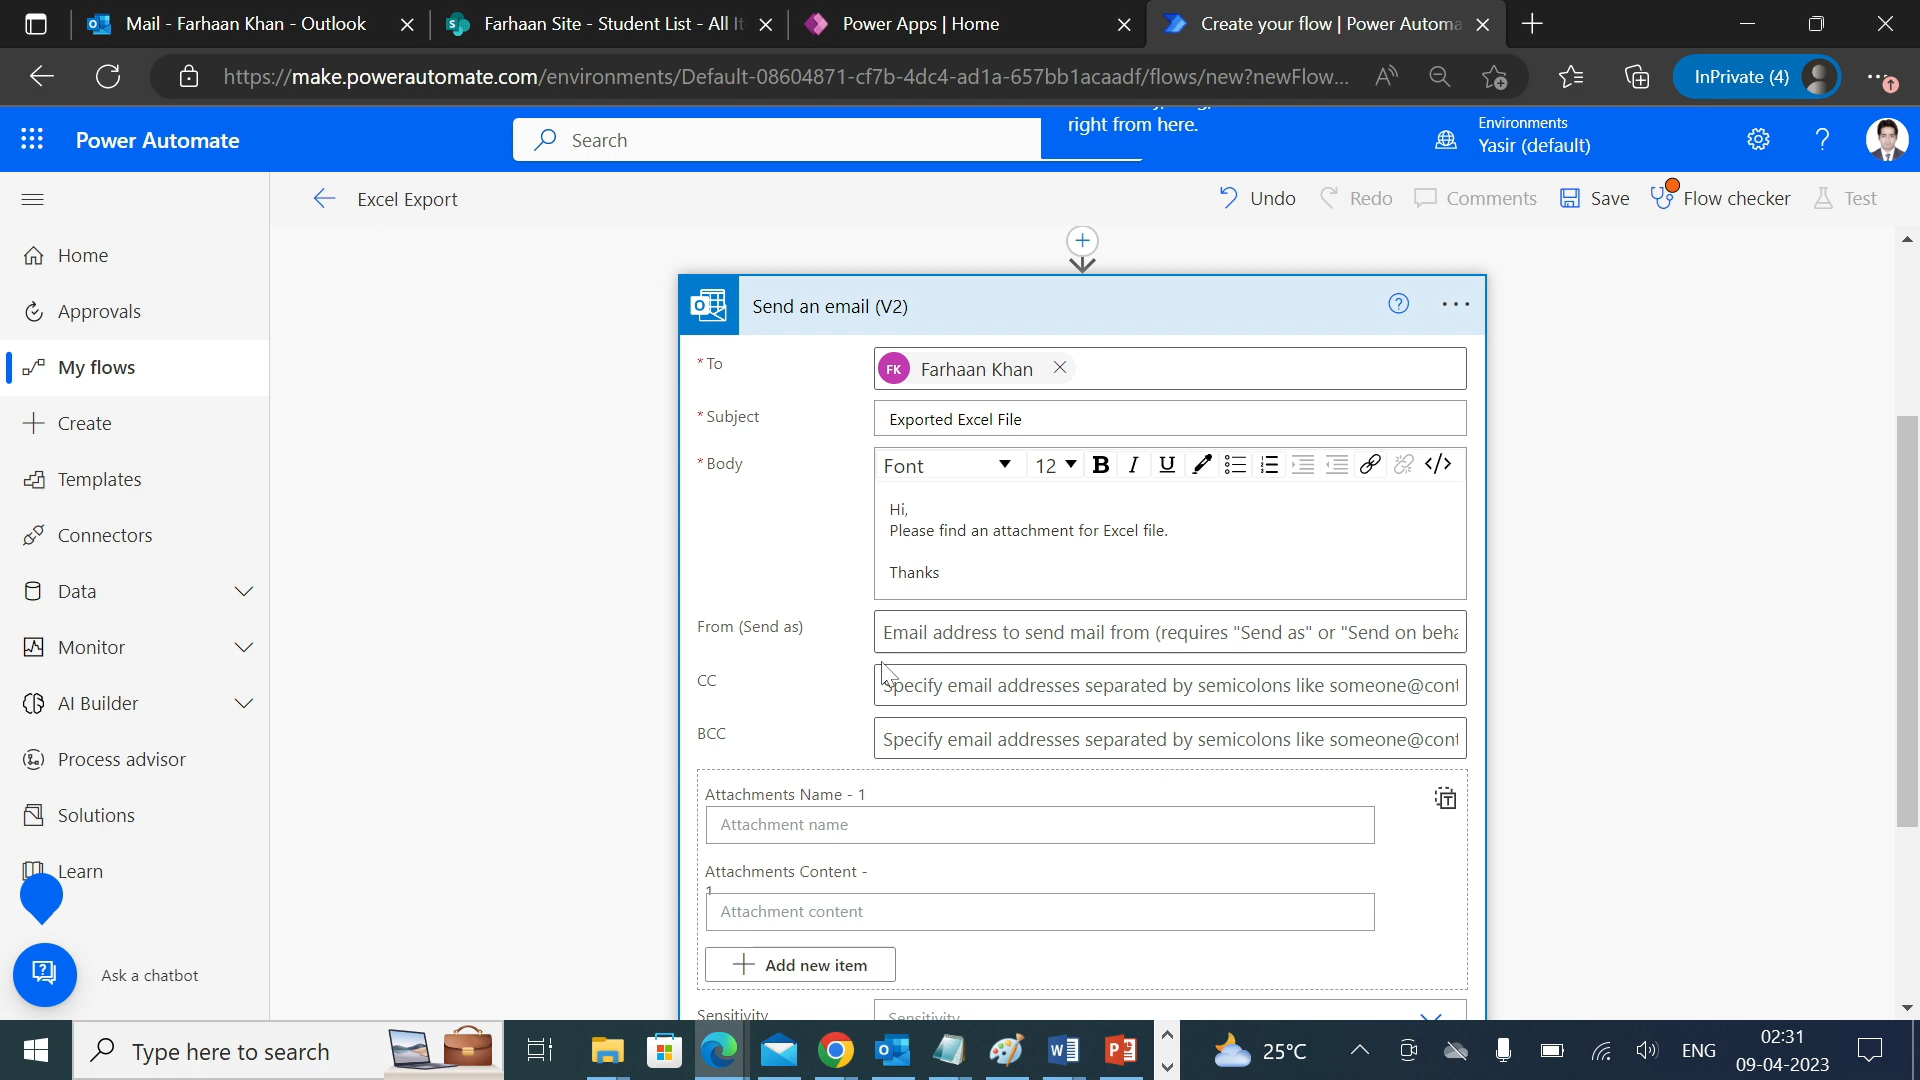 Mail - Farhaan Khan - Outlook
Farhaan Site - Student List - All It
Power Apps | Home
Create your flow | Power Automa
https://make.powerautomate.com/environments/Default-08604871-cf7b-4dc4-ad1a-657bb1acaadf/flows/new?newFlow...
InPrivate (4)
Power Automate
Search
right from here.
Environments
Yasir (default)
Excel Export
Undo
Redo
Comments
Save
Flow checker
Test
Home
Approvals
My flows
Create
Templates
Connectors
Data
Monitor
AI Builder
Process advisor
Solutions
Learn
Ask a chatbot
Send an email (V2)
* To
FK Farhaan Khan
* Subject
Exported Excel File
* Body
Font 12 B I U </>
Hi,
Please find an attachment for Excel file.
Thanks
From (Send as)
Email address to send mail from (requires "Send as" or "Send on beha
CC
Specify email addresses separated by semicolons like someone@cont
BCC
Specify email addresses separated by semicolons like someone@cont
Attachments Name - 1
Attachment name
Attachments Content -
1
Attachment content
Add new item
Sensitivity
Sensitivity
Type here to search
25°C
ENG
02:31
09-04-2023